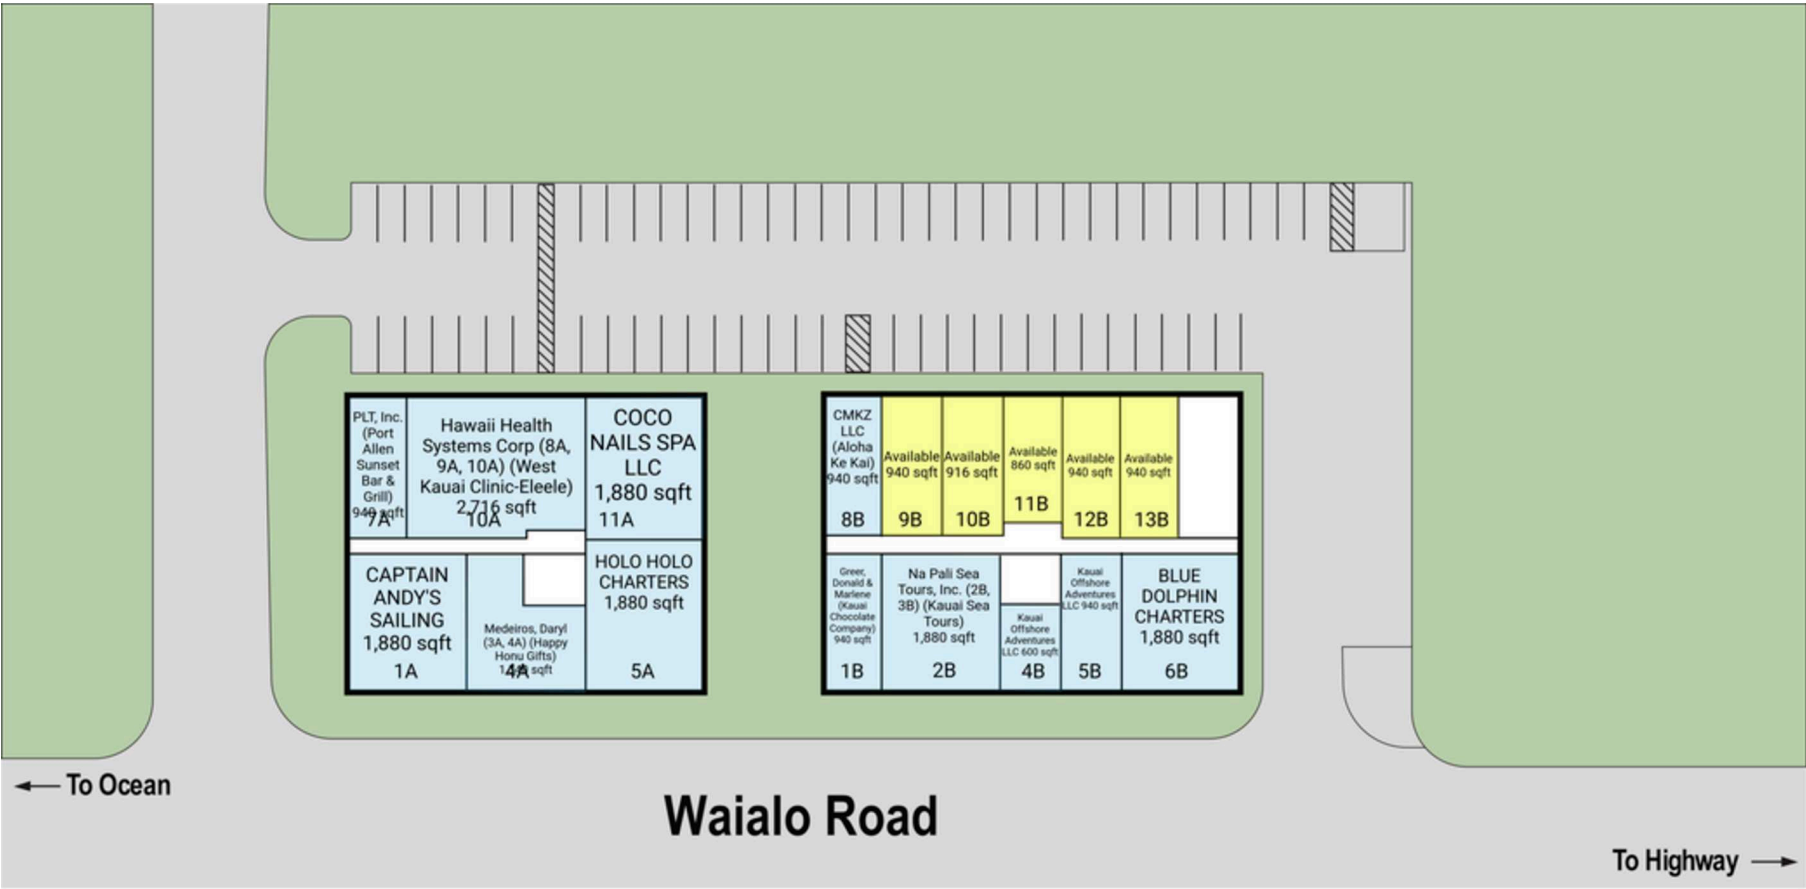 PLT, Inc.
(Port
Allen
Sunset
Bar &
Grill)
940 sqft
7A
Hawaii Health
Systems Corp (8A,
9A, 10A) (West
Kauai Clinic-Eleele)
2,716 sqft
10A
COCO
NAILS SPA
LLC
1,880 sqft
11A
CAPTAIN
ANDY'S
SAILING
1,880 sqft
1A
Medeiros, Daryl
(3A, 4A) (Happy
Honu Gifts)
sqft
4A
HOLO HOLO
CHARTERS
1,880 sqft
5A
CMKZ
LLC
(Aloha
Ke Kai)
940 sqft
8B
Available
940 sqft
9B
Available
916 sqft
10B
Available
860 sqft
11B
Available
940 sqft
12B
Available
940 sqft
13B
Greer,
Donald &
Marlene
(Kauai
Chocolate
Company)
940 sqft
1B
Na Pali Sea
Tours, Inc. (2B,
3B) (Kauai Sea
Tours)
1,880 sqft
2B
Kauai
Offshore
Adventures
LLC 600 sqft
4B
Kauai
Offshore
Adventures
LLC 940 sqft
5B
BLUE
DOLPHIN
CHARTERS
1,880 sqft
6B
To Ocean
Waialo Road
To Highway